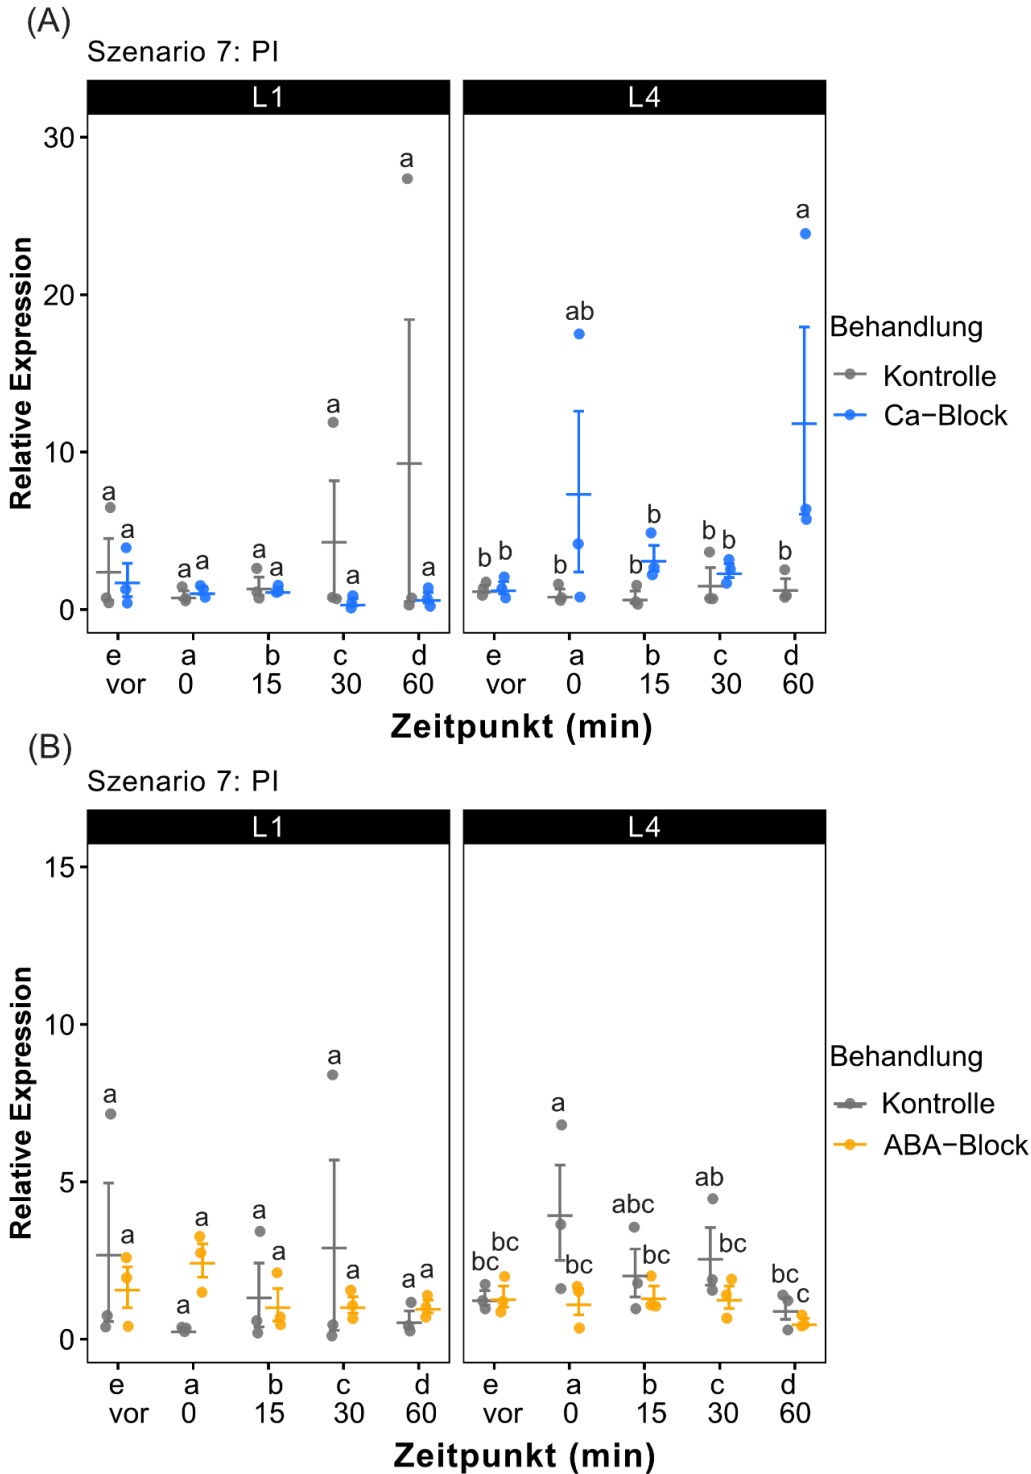 (A)
Szenario 7: PI
L1 L4
30
20
10
0
Relative Expression
a a a a a a a a a a
b b ab b b b b b b a
e a b c d e a b c d
vor 0 15 30 60 vor 0 15 30 60
Zeitpunkt (min)
Behandlung
Kontrolle
Ca−Block
(B)
Szenario 7: PI
L1 L4
15
10
5
0
Relative Expression
a a a a a a a a a a
bc bc a bc abc bc ab bc bc c
e a b c d e a b c d
vor 0 15 30 60 vor 0 15 30 60
Zeitpunkt (min)
Behandlung
Kontrolle
ABA−Block